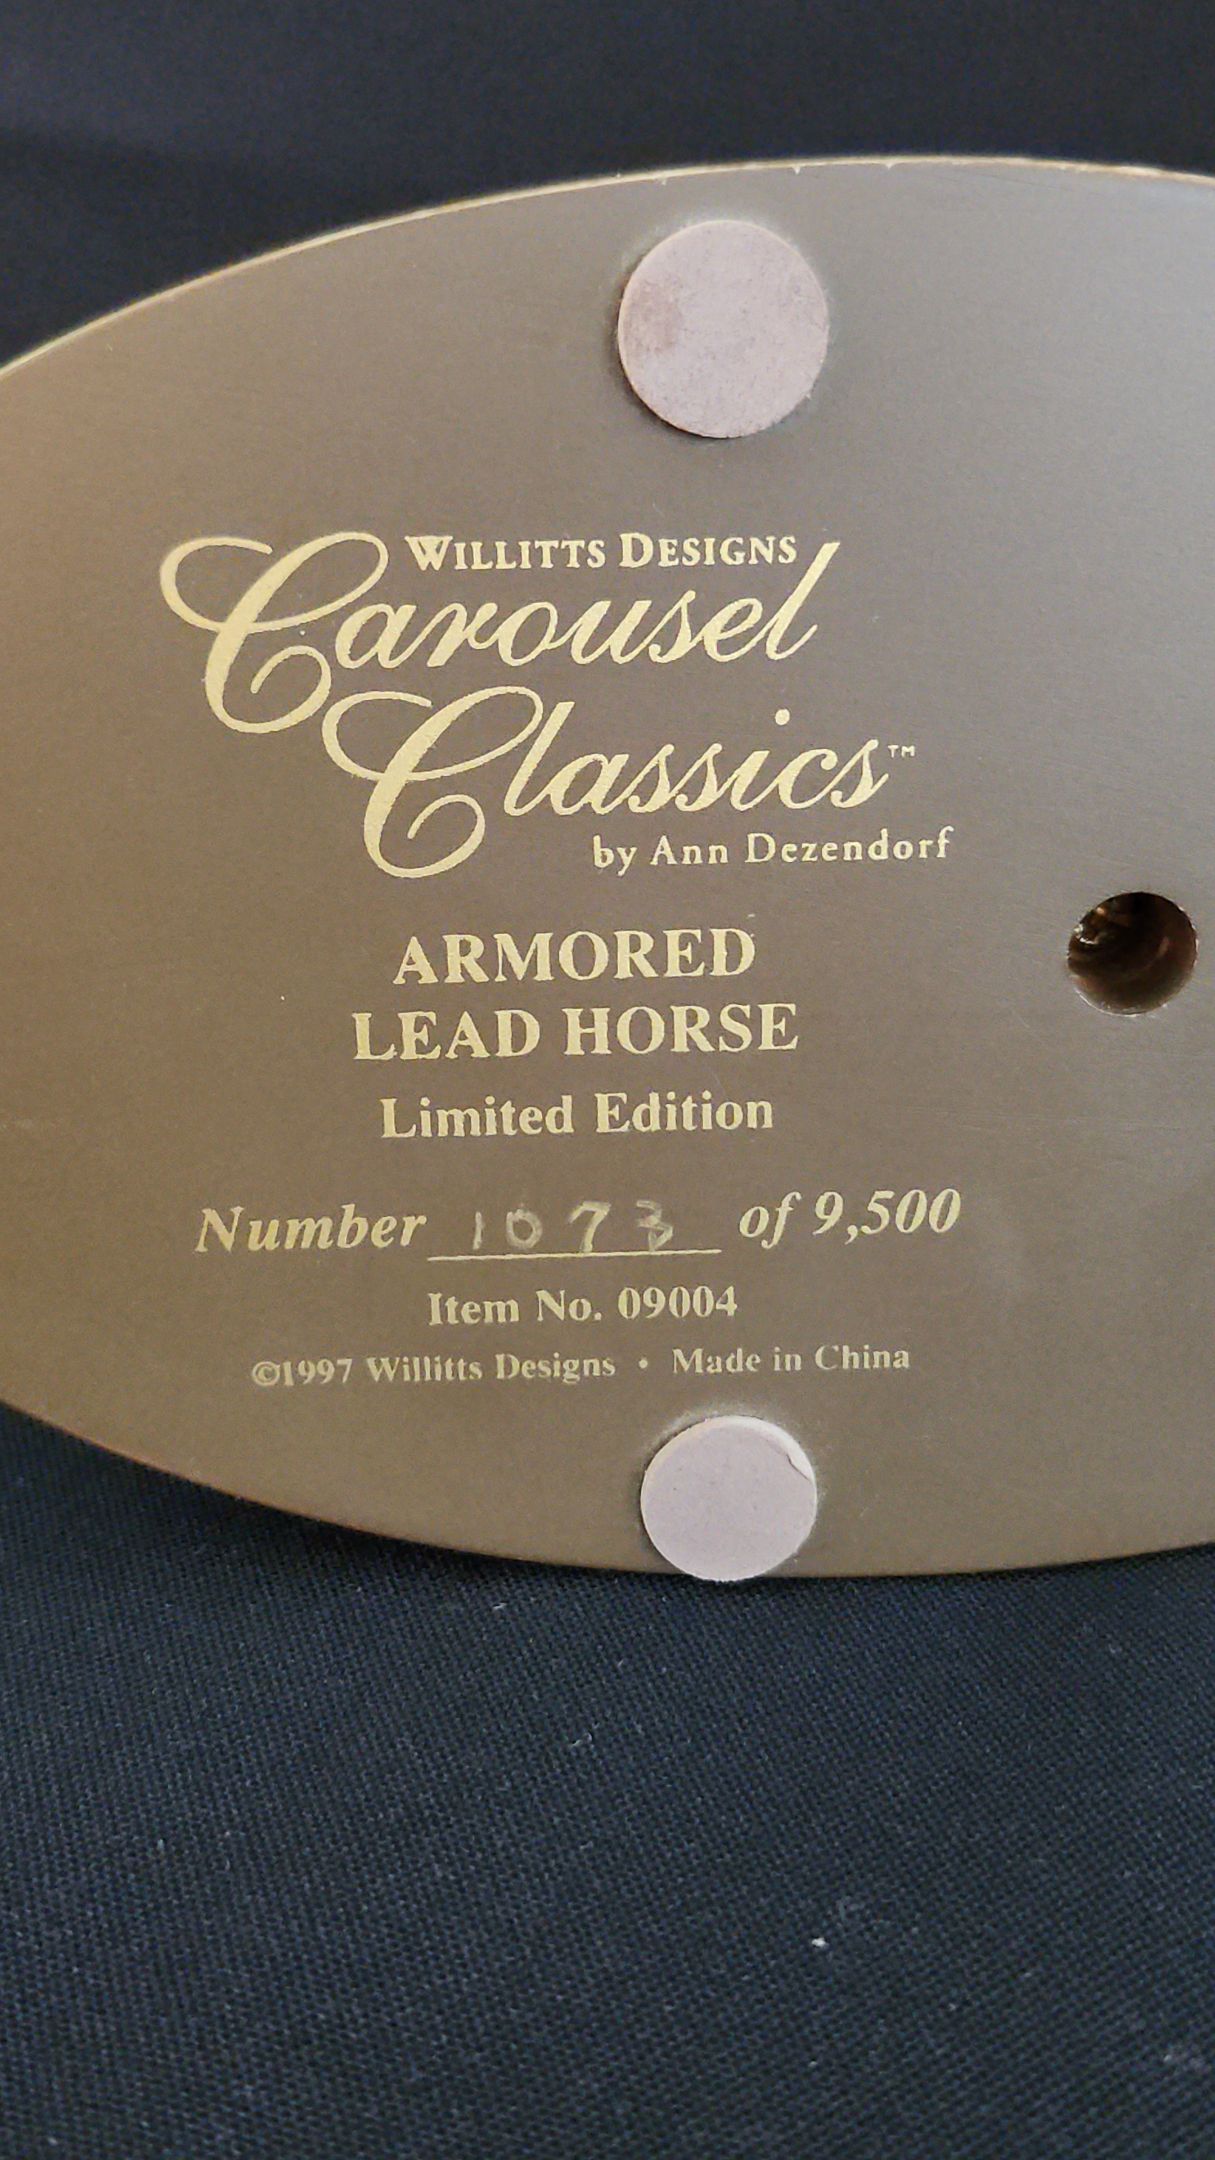 WILLITTS DESIGNS
Carousel
Classics™
by Ann Dezendorf
ARMORED
LEAD HORSE
Limited Edition
Number 1073 of 9,500
Item No. 09004
©1997 Willitts Designs • Made in China